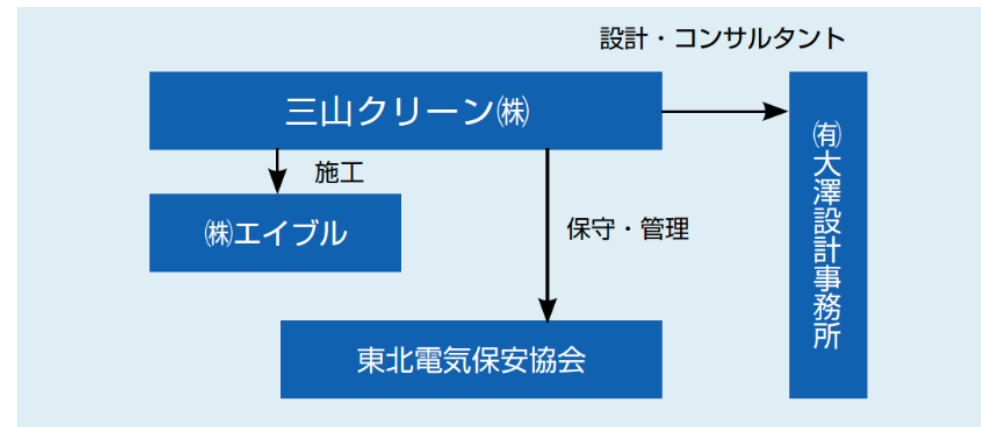 設計・コンサルタント
三山クリーン㈱
施工
㈱エイブル
保守・管理
東北電気保安協会
㈲大澤設計事務所